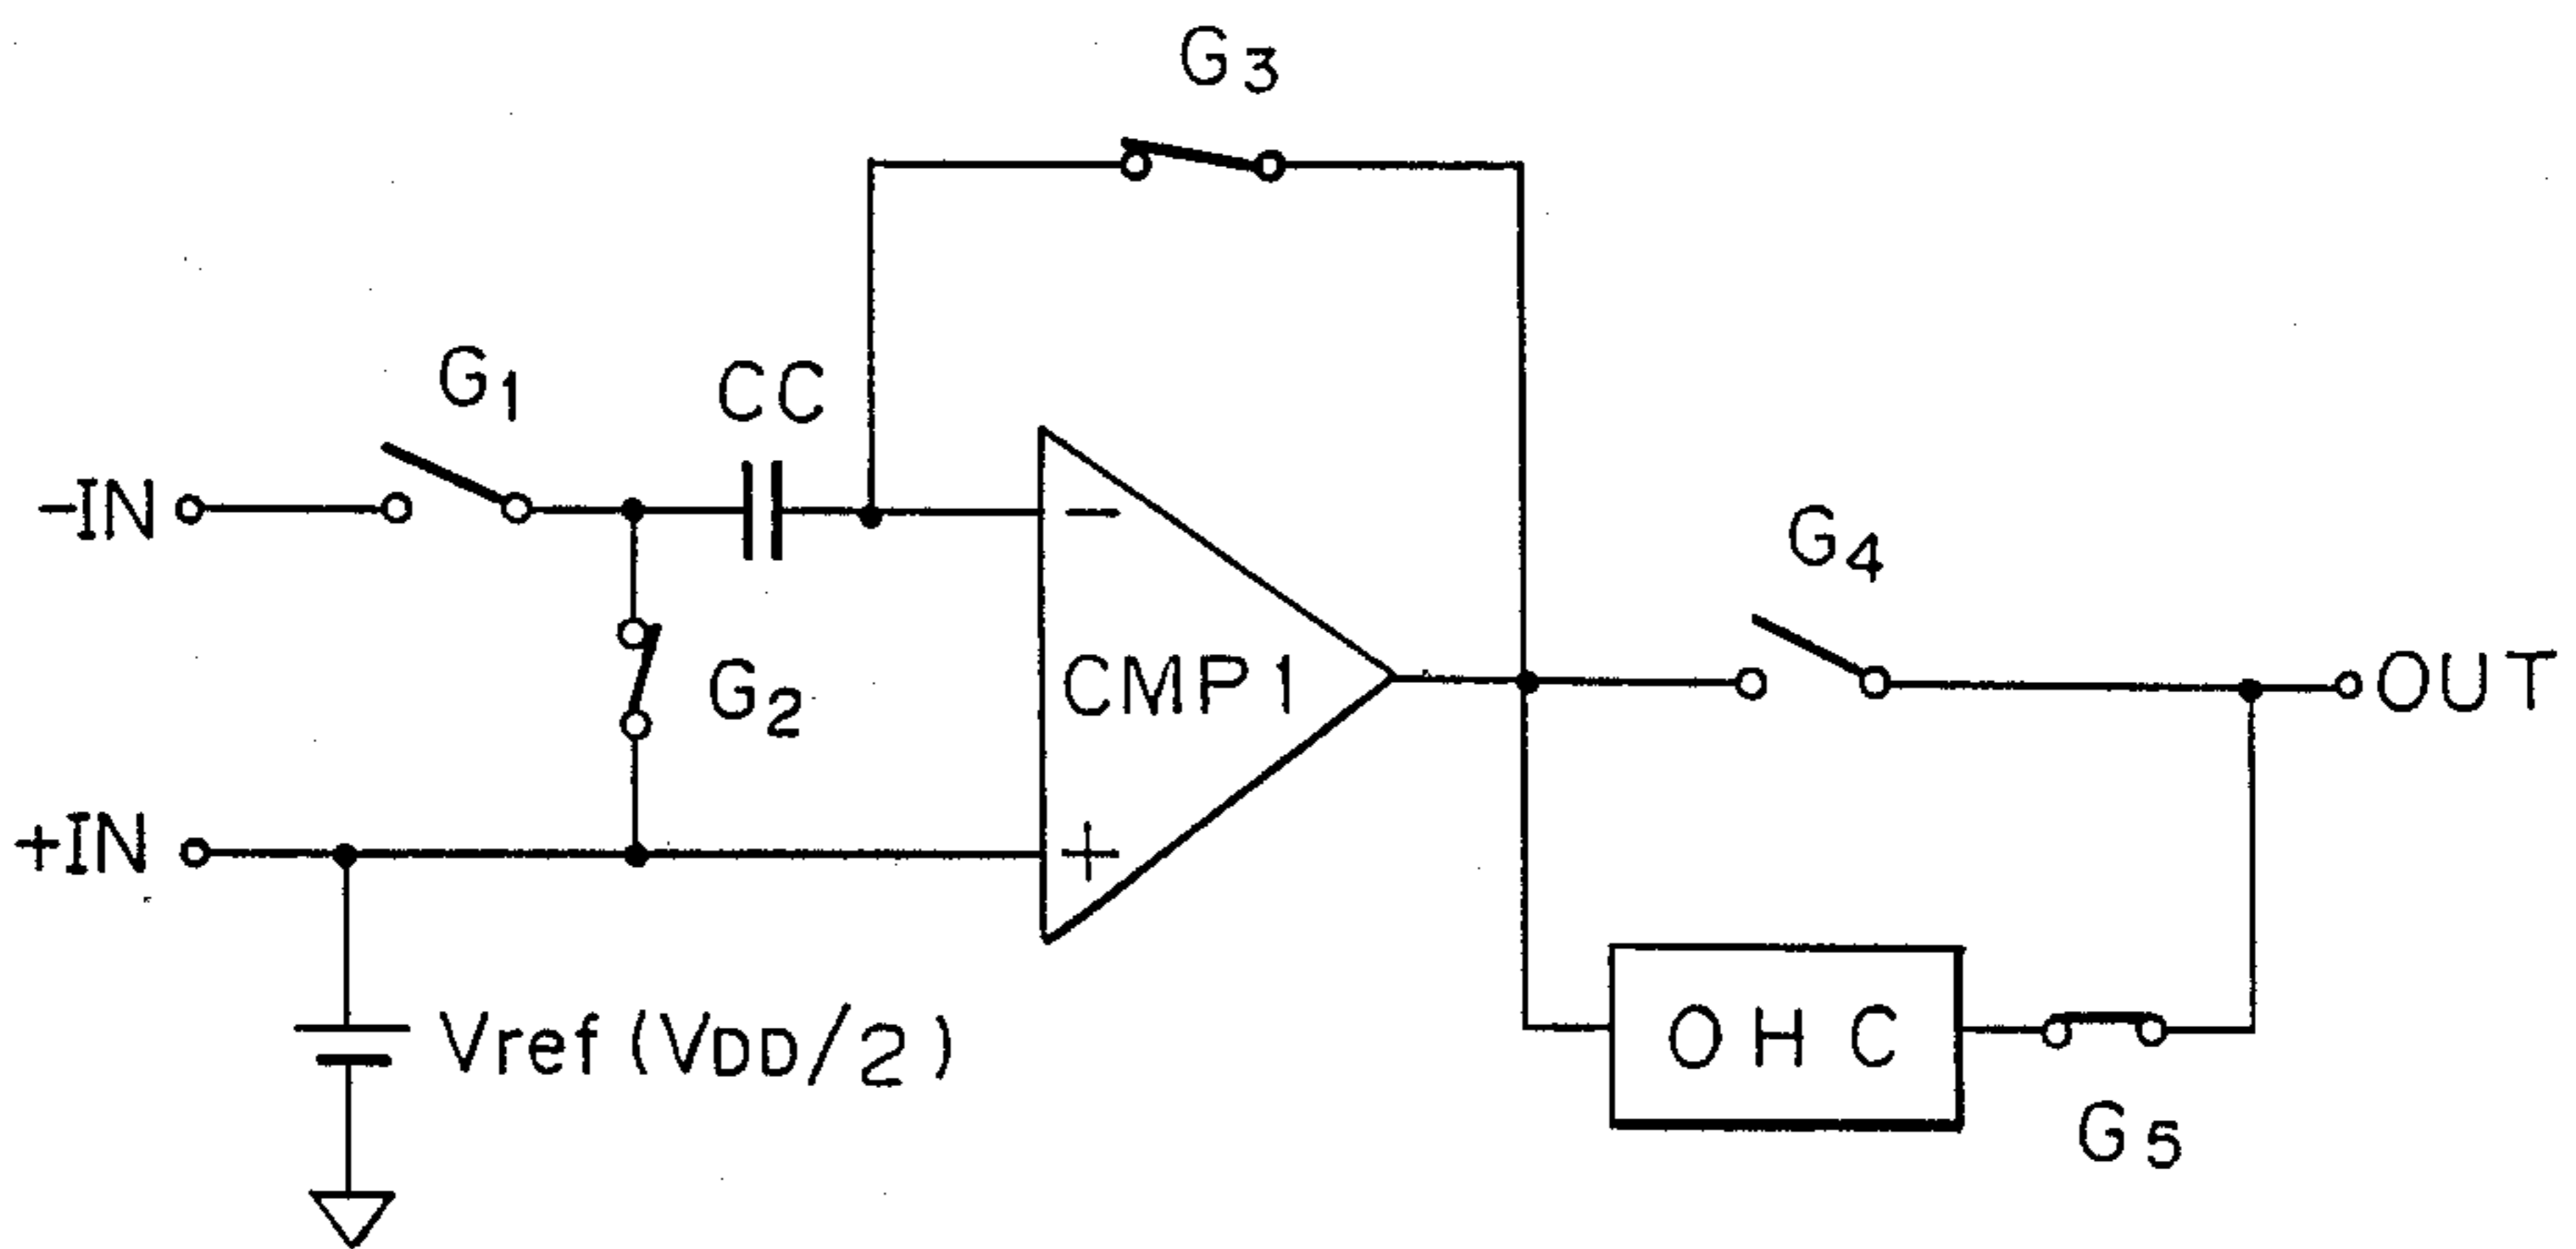 G3
G1
CC
-IN
G4
G2
CMP1
OUT
-
+IN
+
Vref (VDD/2)
OHC
G5